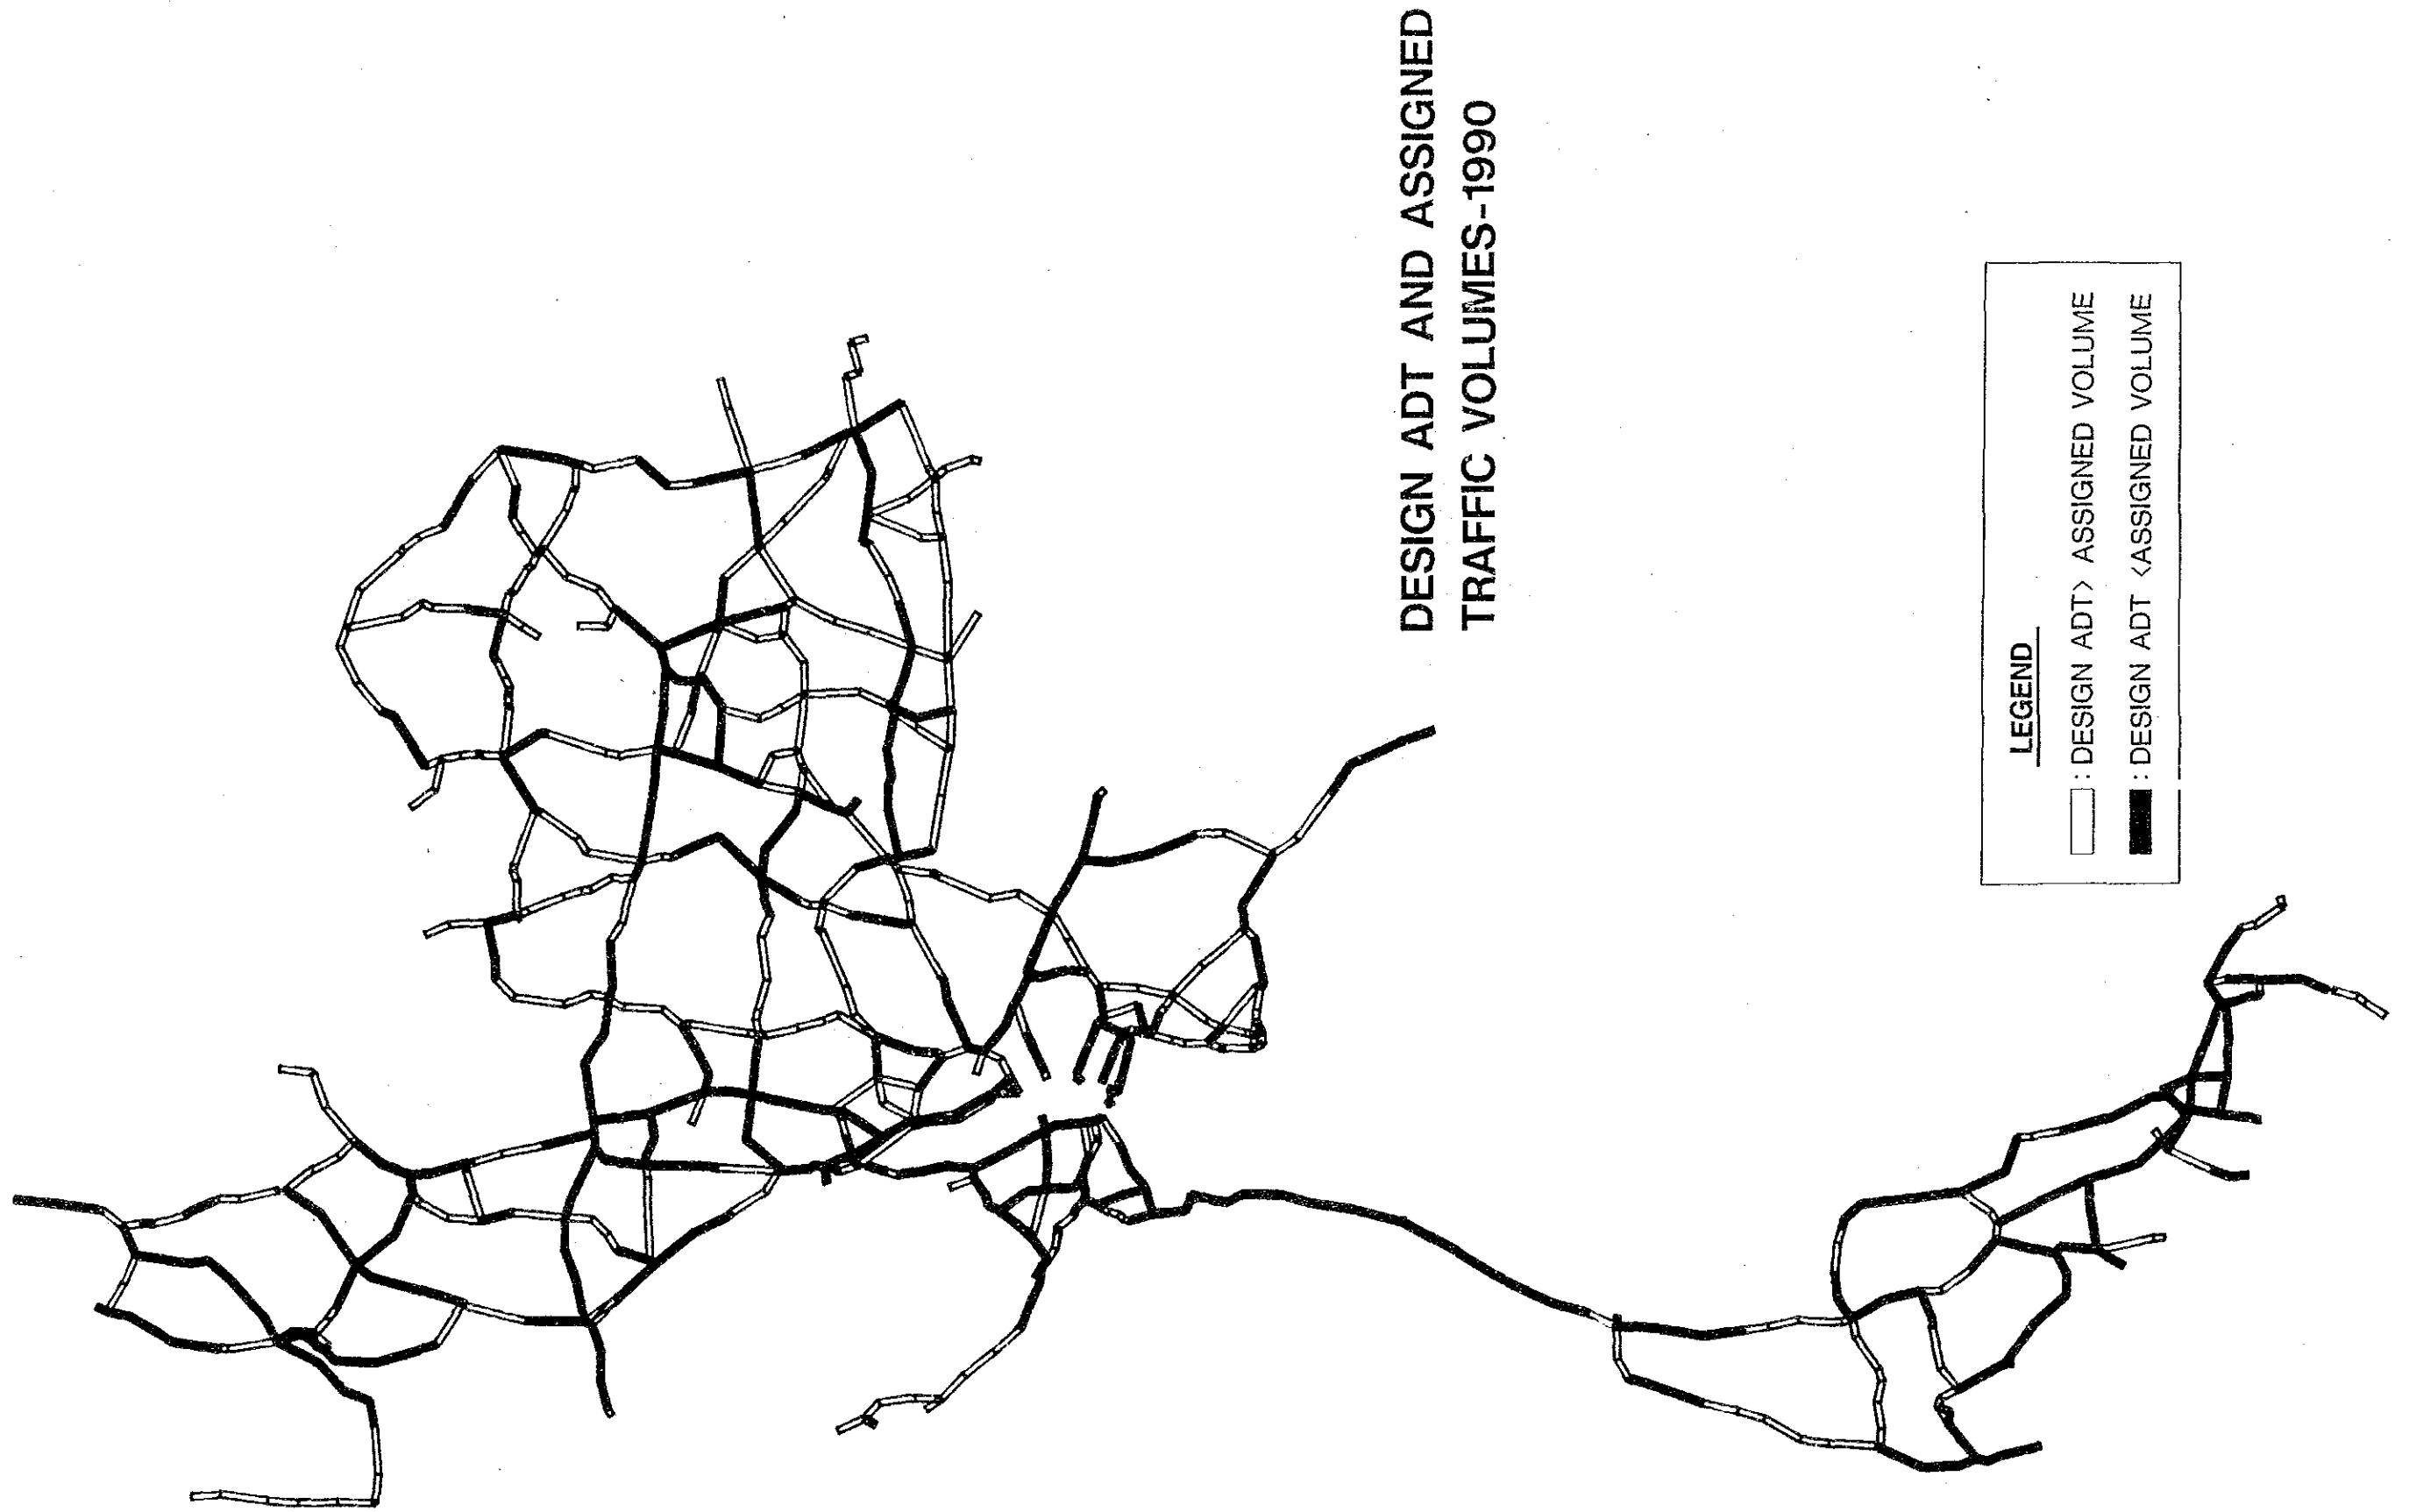 DESIGN ADT AND ASSIGNED
TRAFFIC VOLUMES-1990
LEGEND
: DESIGN ADT> ASSIGNED VOLUME
: DESIGN ADT <ASSIGNED VOLUME